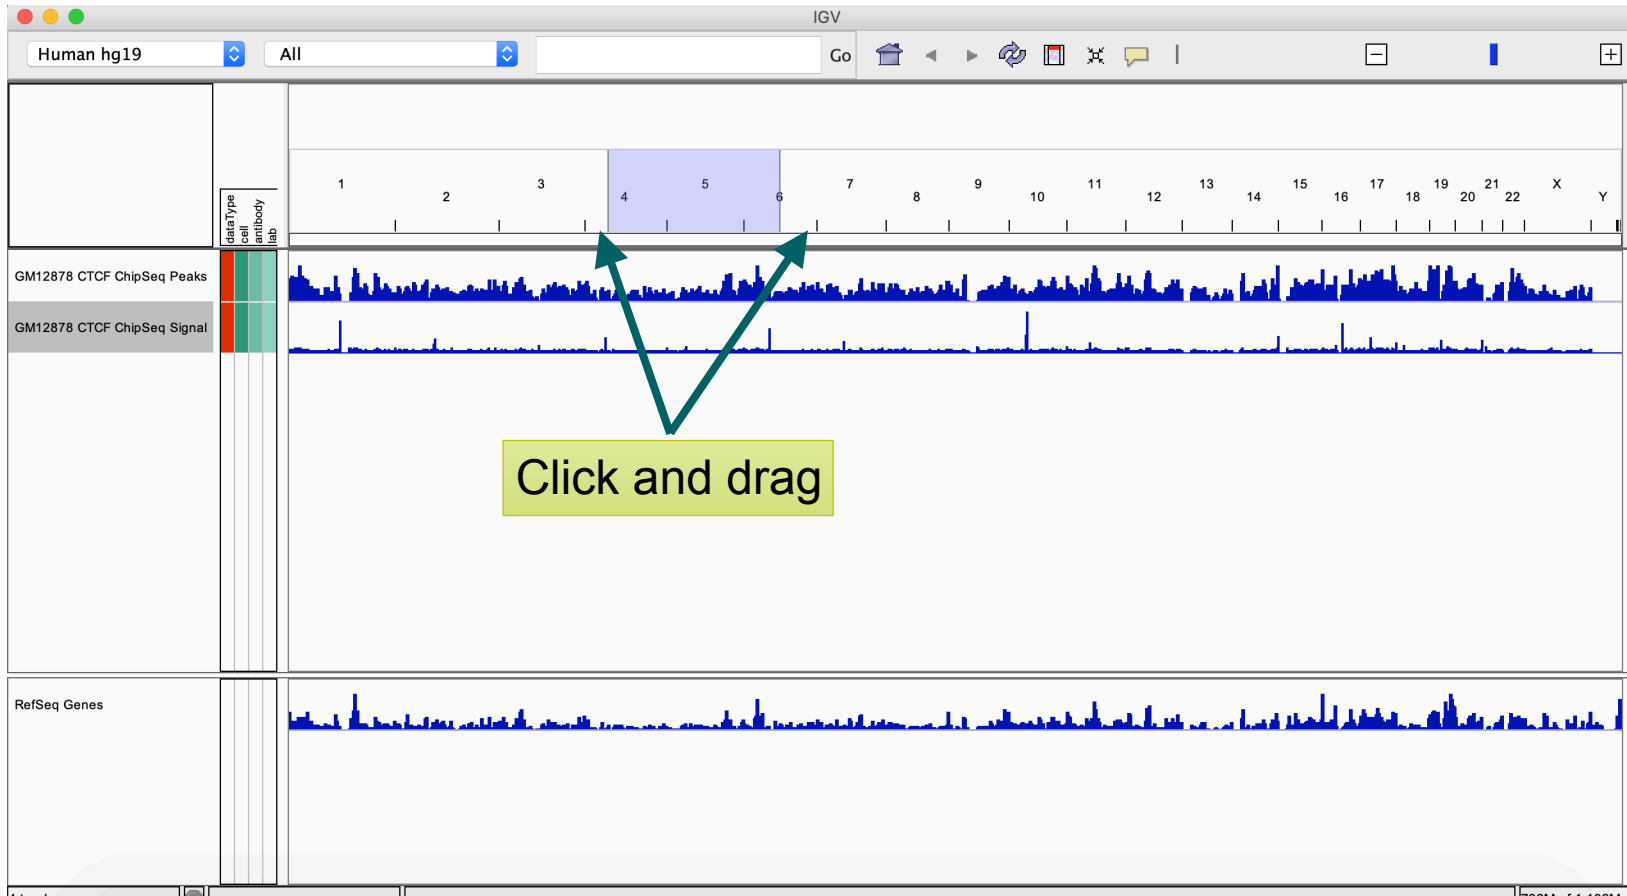 IGV
Human hg19 All Go
1 2 3 4 5 6 7 8 9 10 11 12 13 14 15 16 17 18 19 20 21 22 X Y
dataType
cell
antibody
lab
GM12878 CTCF ChipSeq Peaks
GM12878 CTCF ChipSeq Signal
Click and drag
RefSeq Genes